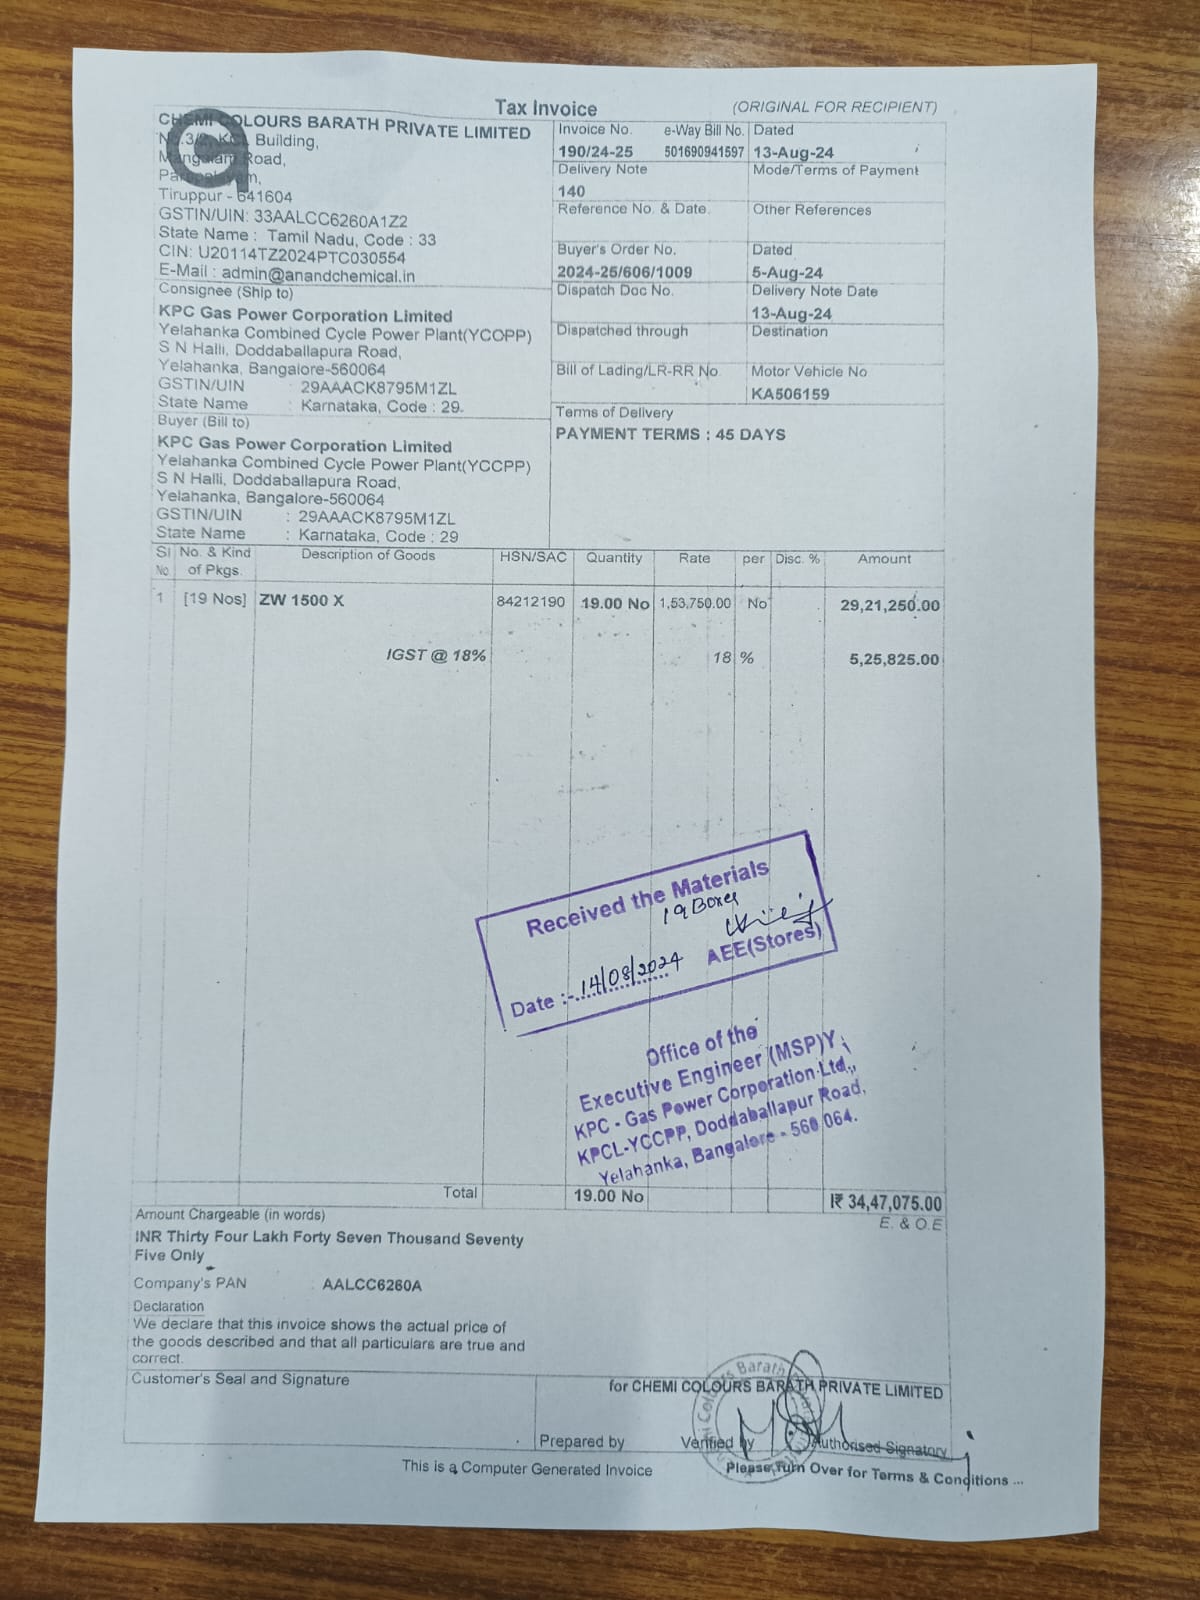 Tax Invoice
(ORIGINAL FOR RECIPIENT)
CHEMI COLOURS BARATH PRIVATE LIMITED
No.3/2, KCL Building,
Mangalam Road,
Tiruppur - 641604
GSTIN/UIN: 33AALCC6260A1Z2
State Name : Tamil Nadu, Code : 33
CIN: U20114TZ2024PTC030554
E-Mail : admin@anandchemical.in
Invoice No. e-Way Bill No. Dated
190/24-25 501690941597 13-Aug-24
Delivery Note Mode/Terms of Payment
140
Reference No. & Date. Other References
Buyer's Order No. Dated
2024-25/606/1009 5-Aug-24
Dispatch Doc No. Delivery Note Date
13-Aug-24
Dispatched through Destination
Bill of Lading/LR-RR No. Motor Vehicle No
KA506159
Terms of Delivery
PAYMENT TERMS : 45 DAYS
Consignee (Ship to)
KPC Gas Power Corporation Limited
Yelahanka Combined Cycle Power Plant(YCOPP)
S N Halli, Doddaballapura Road,
Yelahanka, Bangalore-560064
GSTIN/UIN : 29AAACK8795M1ZL
State Name : Karnataka, Code : 29
Buyer (Bill to)
KPC Gas Power Corporation Limited
Yelahanka Combined Cycle Power Plant(YCCPP)
S N Halli, Doddaballapura Road,
Yelahanka, Bangalore-560064
GSTIN/UIN : 29AAACK8795M1ZL
State Name : Karnataka, Code : 29
Sl No. No. & Kind of Pkgs. Description of Goods HSN/SAC Quantity Rate per Disc. % Amount
1 [19 Nos] ZW 1500 X 84212190 19.00 No 1,53,750.00 No 29,21,250.00
IGST @ 18% 18 % 5,25,825.00
Received the Materials
19 Boxes
Date :- 14/08/2024 AEE(Stores)
Office of the
Executive Engineer (MSP)Y
KPC - Gas Power Corporation Ltd.,
KPCL-YCCPP, Doddaballapur Road,
Yelahanka, Bangalore - 560 064.
Total 19.00 No I₹ 34,47,075.00
Amount Chargeable (in words) E. & O.E
INR Thirty Four Lakh Forty Seven Thousand Seventy
Five Only
Company's PAN : AALCC6260A
Declaration
We declare that this invoice shows the actual price of
the goods described and that all particulars are true and
correct.
Customer's Seal and Signature
for CHEMI COLOURS BARATH PRIVATE LIMITED
Prepared by Verified by Authorised Signatory
This is a Computer Generated Invoice
Please Turn Over for Terms & Conditions ...